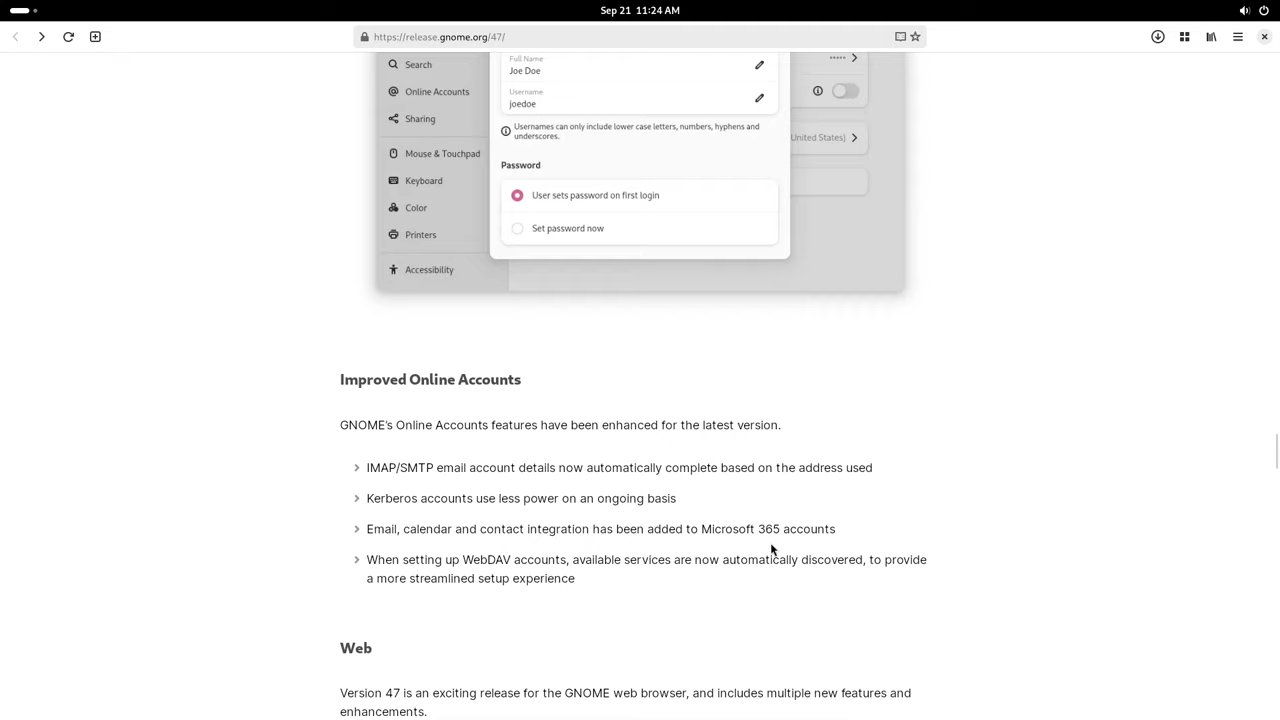 Sep 21  11:24 AM
https://release.gnome.org/47/
Search
Online Accounts
Sharing
Mouse & Touchpad
Keyboard
Color
Printers
Accessibility
Full Name
Joe Doe
Username
joedoe
Usernames can only include lower case letters, numbers, hyphens and
underscores.
Password
User sets password on first login
Set password now
United States)
Improved Online Accounts
GNOME's Online Accounts features have been enhanced for the latest version.
IMAP/SMTP email account details now automatically complete based on the address used
Kerberos accounts use less power on an ongoing basis
Email, calendar and contact integration has been added to Microsoft 365 accounts
When setting up WebDAV accounts, available services are now automatically discovered, to provide
a more streamlined setup experience
Web
Version 47 is an exciting release for the GNOME web browser, and includes multiple new features and
enhancements.